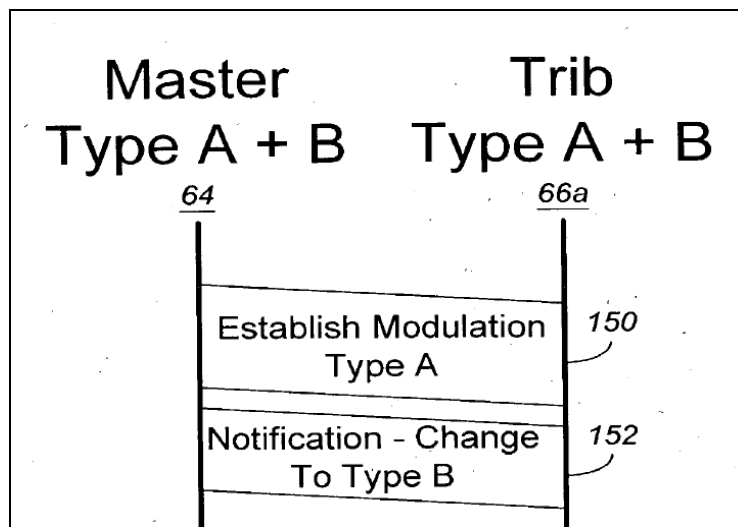 Master
Type A + B
64
Trib
Type A + B
66a
Establish Modulation
Type A
150
Notification - Change
To Type B
152